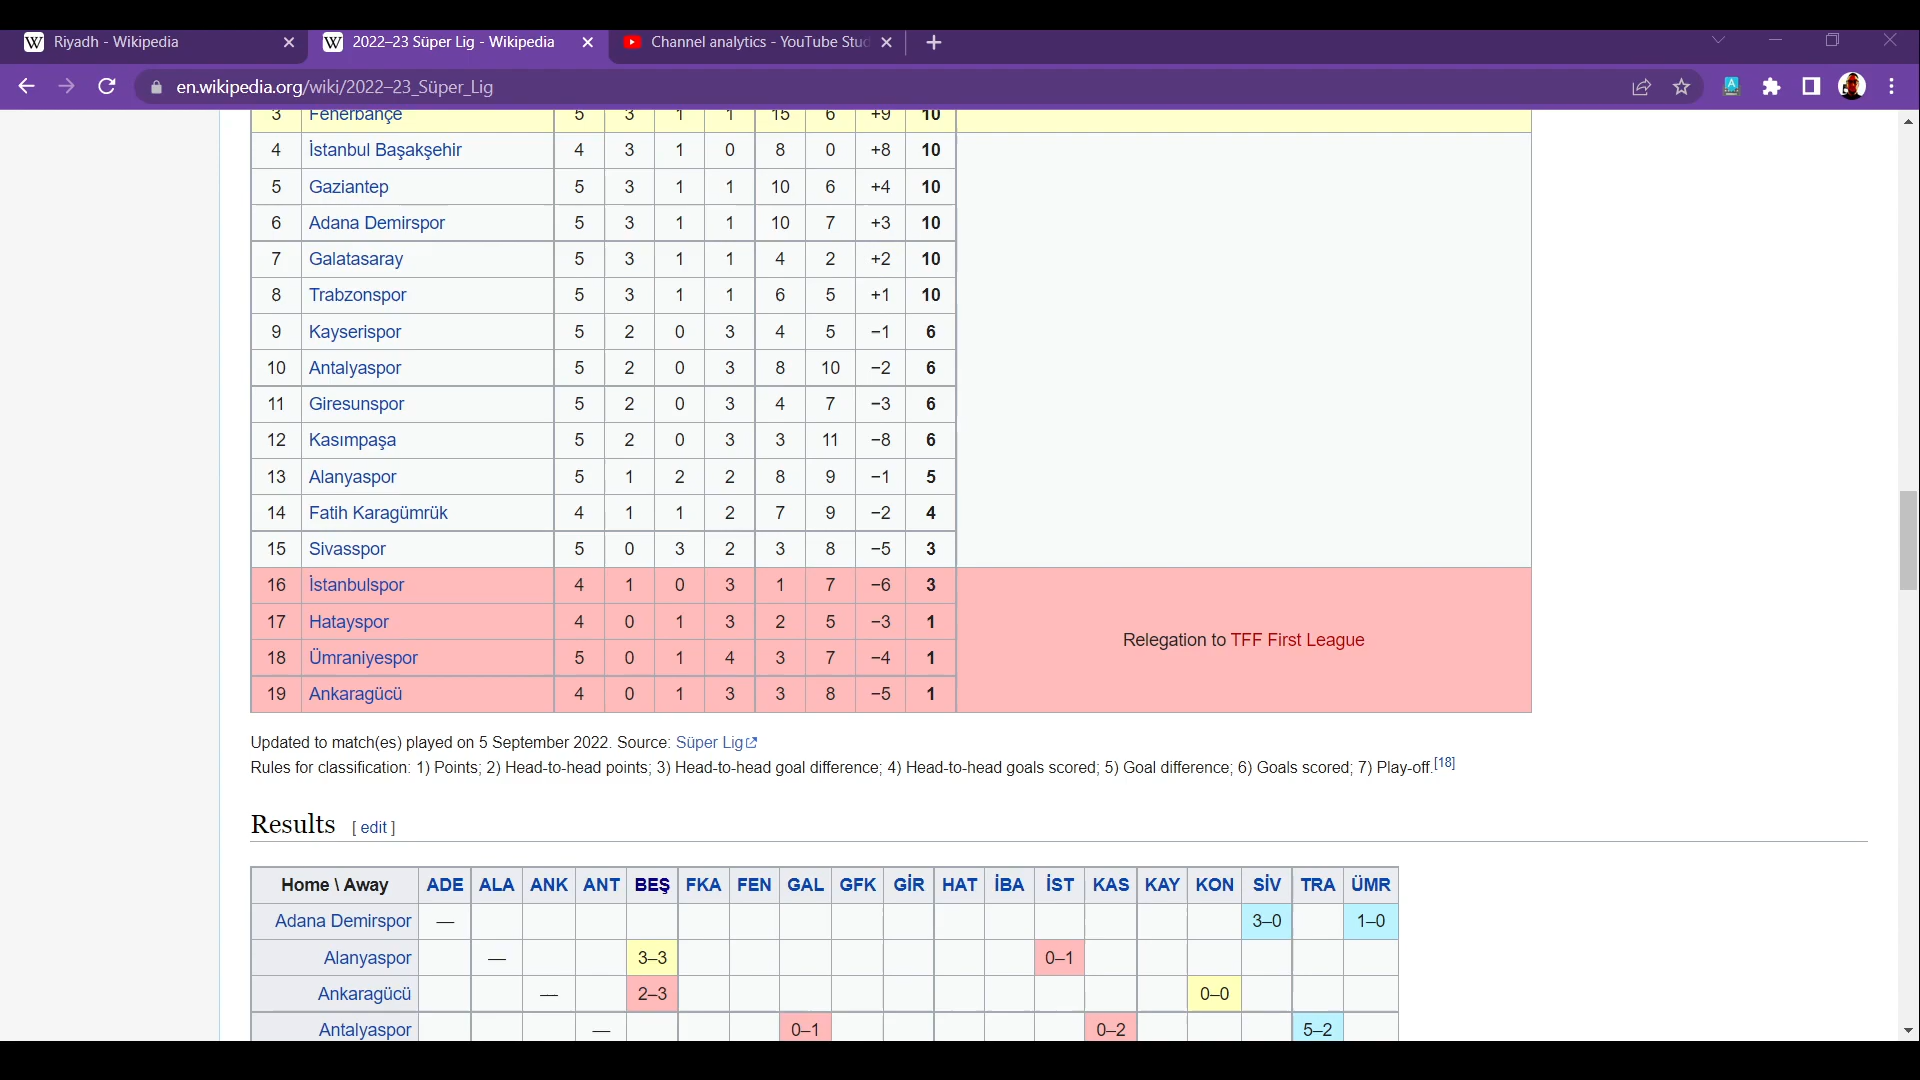 Riyadh - Wikipedia
2022–23 Süper Lig - Wikipedia
Channel analytics - YouTube Stud
en.wikipedia.org/wiki/2022–23_Süper_Lig
3 Fenerbahçe 5 3 1 1 15 6 +9 10
4 İstanbul Başakşehir 4 3 1 0 8 0 +8 10
5 Gaziantep 5 3 1 1 10 6 +4 10
6 Adana Demirspor 5 3 1 1 10 7 +3 10
7 Galatasaray 5 3 1 1 4 2 +2 10
8 Trabzonspor 5 3 1 1 6 5 +1 10
9 Kayserispor 5 2 0 3 4 5 −1 6
10 Antalyaspor 5 2 0 3 8 10 −2 6
11 Giresunspor 5 2 0 3 4 7 −3 6
12 Kasımpaşa 5 2 0 3 3 11 −8 6
13 Alanyaspor 5 1 2 2 8 9 −1 5
14 Fatih Karagümrük 4 1 1 2 7 9 −2 4
15 Sivasspor 5 0 3 2 3 8 −5 3
16 İstanbulspor 4 1 0 3 1 7 −6 3
17 Hatayspor 4 0 1 3 2 5 −3 1
Relegation to TFF First League
18 Ümraniyespor 5 0 1 4 3 7 −4 1
19 Ankaragücü 4 0 1 3 3 8 −5 1
Updated to match(es) played on 5 September 2022. Source: Süper Lig
Rules for classification: 1) Points; 2) Head-to-head points; 3) Head-to-head goal difference; 4) Head-to-head goals scored; 5) Goal difference; 6) Goals scored; 7) Play-off.[18]
Results [ edit ]
Home \ Away ADE ALA ANK ANT BEŞ FKA FEN GAL GFK GİR HAT İBA İST KAS KAY KON SİV TRA ÜMR
Adana Demirspor — 3–0 1–0
Alanyaspor — 3–3 0–1
Ankaragücü — 2–3 0–0
Antalyaspor — 0–1 0–2 5–2